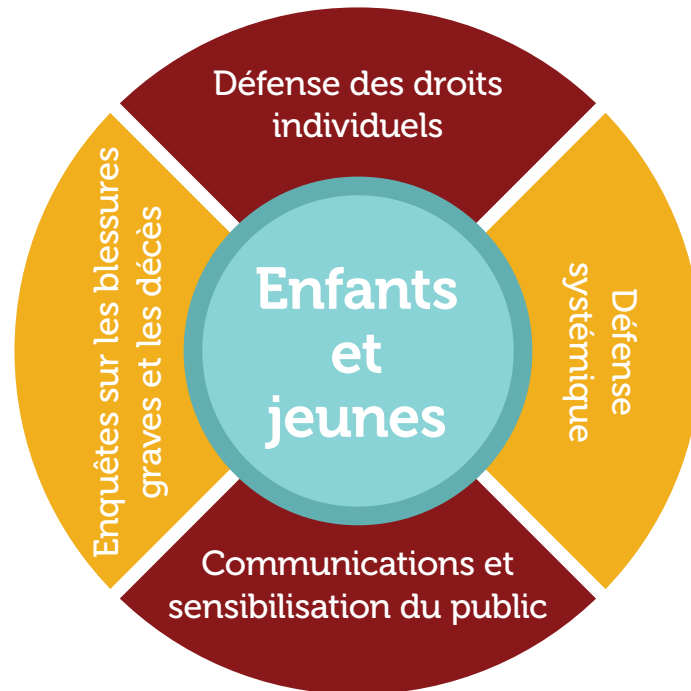 Défense des droits
individuels
Enquêtes sur les blessures
graves et les décès
Enfants
et
jeunes
Défense
systémique
Communications et
sensibilisation du public